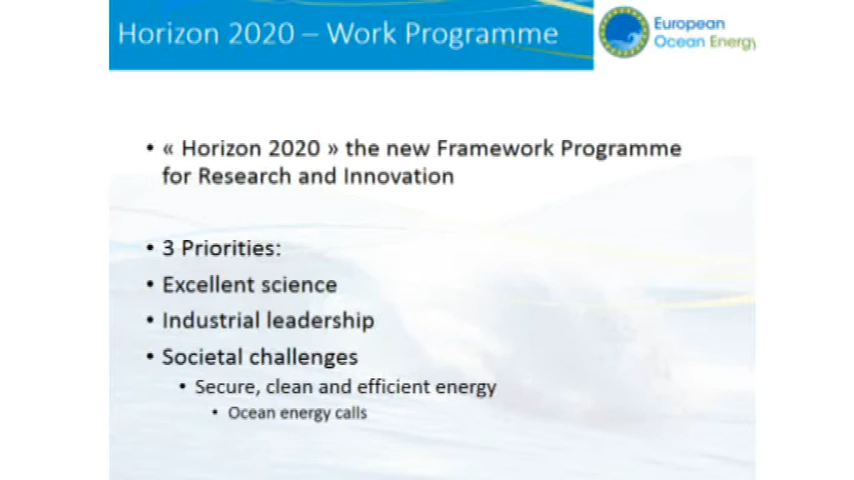 Horizon 2020 – Work Programme
European
Ocean Energy
• « Horizon 2020 » the new Framework Programme
for Research and Innovation
• 3 Priorities:
• Excellent science
• Industrial leadership
• Societal challenges
• Secure, clean and efficient energy
• Ocean energy calls